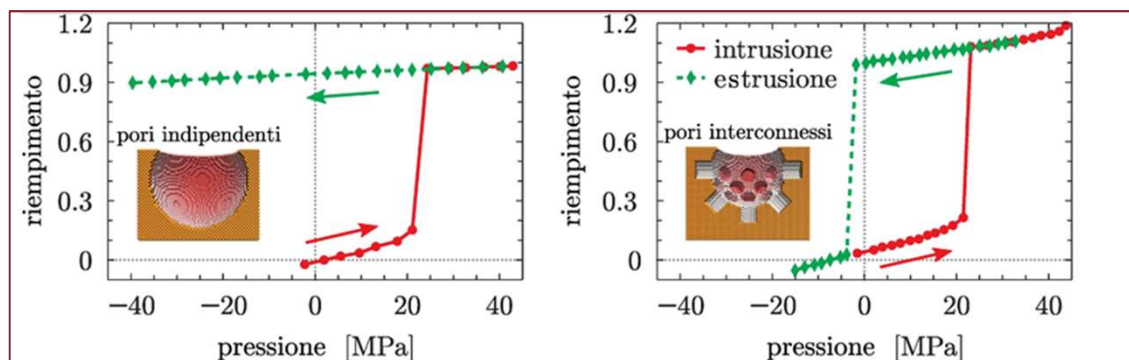 1.2
0.9
0.6
0.3
0
riempimento
pori indipendenti
−40
−20
0
20
40
pressione [MPa]
1.2
0.9
0.6
0.3
0
riempimento
intrusione
estrusione
pori interconnessi
−40
−20
0
20
40
pressione [MPa]